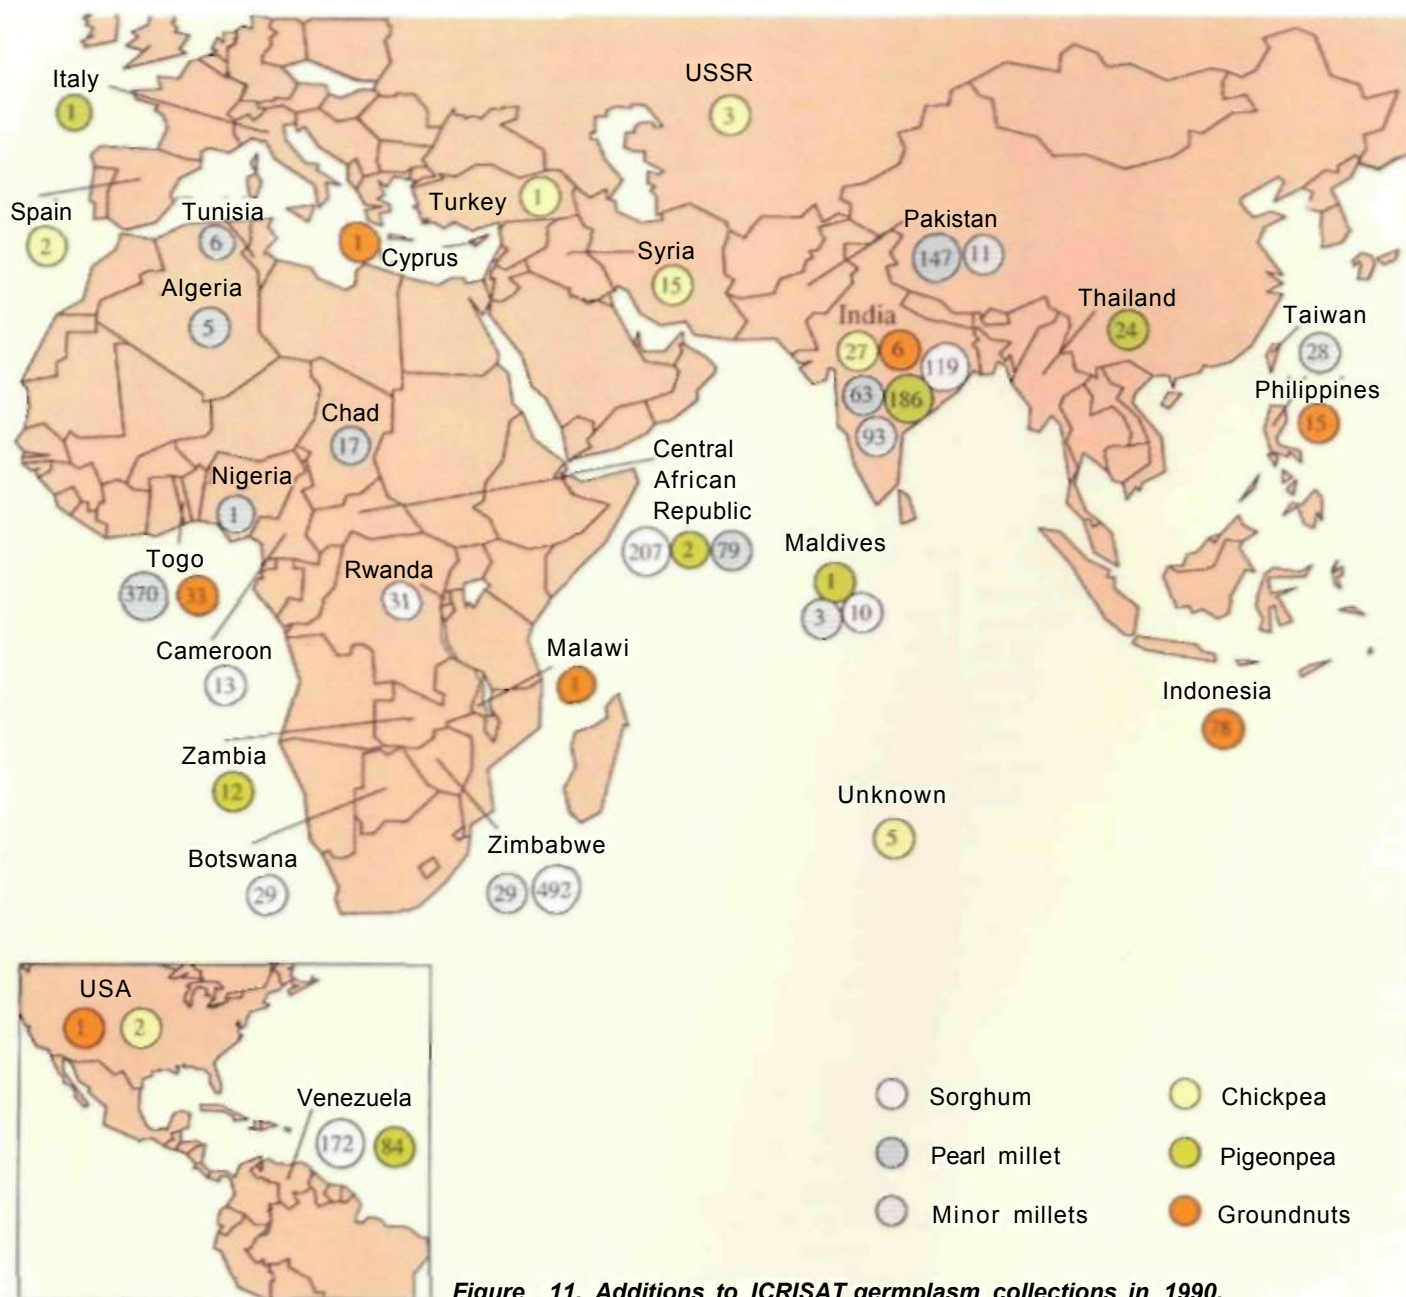 Italy
1
USSR
3
Spain
2
Tunisia
6
Turkey
1
1
Cyprus
Syria
15
Pakistan
147 11
Algeria
5
India
27 6 119
63 186
93
Thailand
24
Taiwan
28
Philippines
15
Chad
17
Nigeria
1
Central
African
Republic
207 2 79
Togo
370 33
Rwanda
31
Maldives
1
3 10
Cameroon
13
Malawi
1
Indonesia
78
Zambia
12
Unknown
5
Botswana
29
Zimbabwe
29 492
USA
1 2
Venezuela
172 84
Sorghum
Pearl millet
Minor millets
Chickpea
Pigeonpea
Groundnuts
Figure 11. Additions to ICRISAT germplasm collections in 1990.